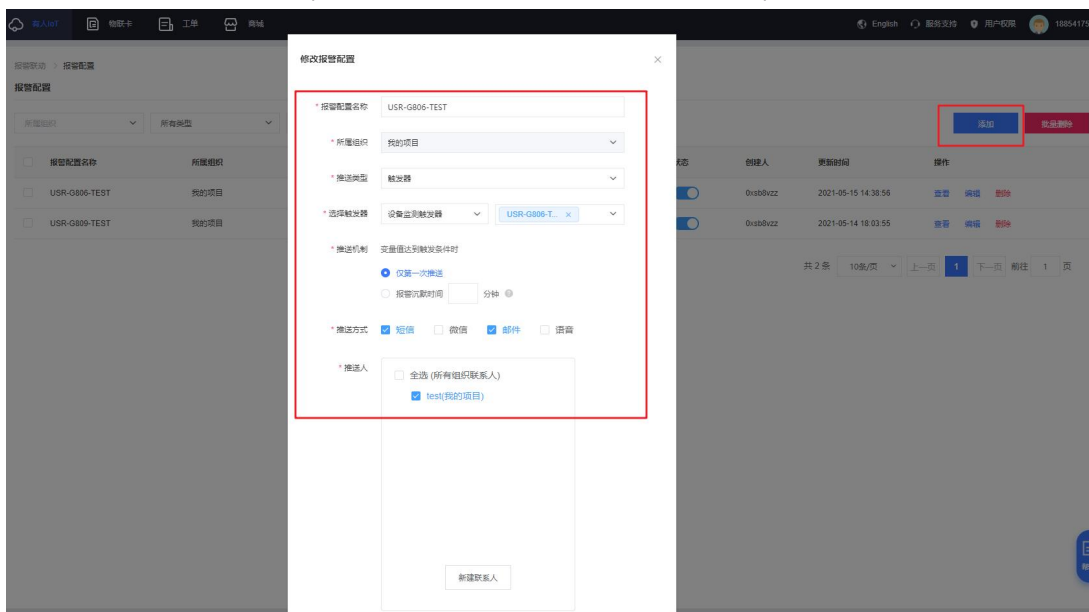 有人IoT 物联卡 工单 商城 English 服务支持 用户权限 18854175
报警联动 > 报警配置
报警配置
所属组织 所有类型 添加 批量删除
报警配置名称 所属组织 状态 创建人 更新时间 操作
USR-G806-TEST 我的项目 0xsb8vzz 2021-05-15 14:38:56 查看 编辑 删除
USR-G809-TEST 我的项目 0xsb8vzz 2021-05-14 18:03:55 查看 编辑 删除
共 2 条 10条/页 上一页 1 下一页 前往 1 页
修改报警配置 ×
* 报警配置名称 USR-G806-TEST
* 所属组织 我的项目
* 推送类型 触发器
* 选择触发器 设备监测触发器 USR-G806-T... ×
* 推送机制 变量值达到触发条件时
仅第一次推送
报警沉默时间 分钟
* 推送方式 短信 微信 邮件 语音
* 推送人 全选 (所有组织联系人)
test(我的项目)
新建联系人